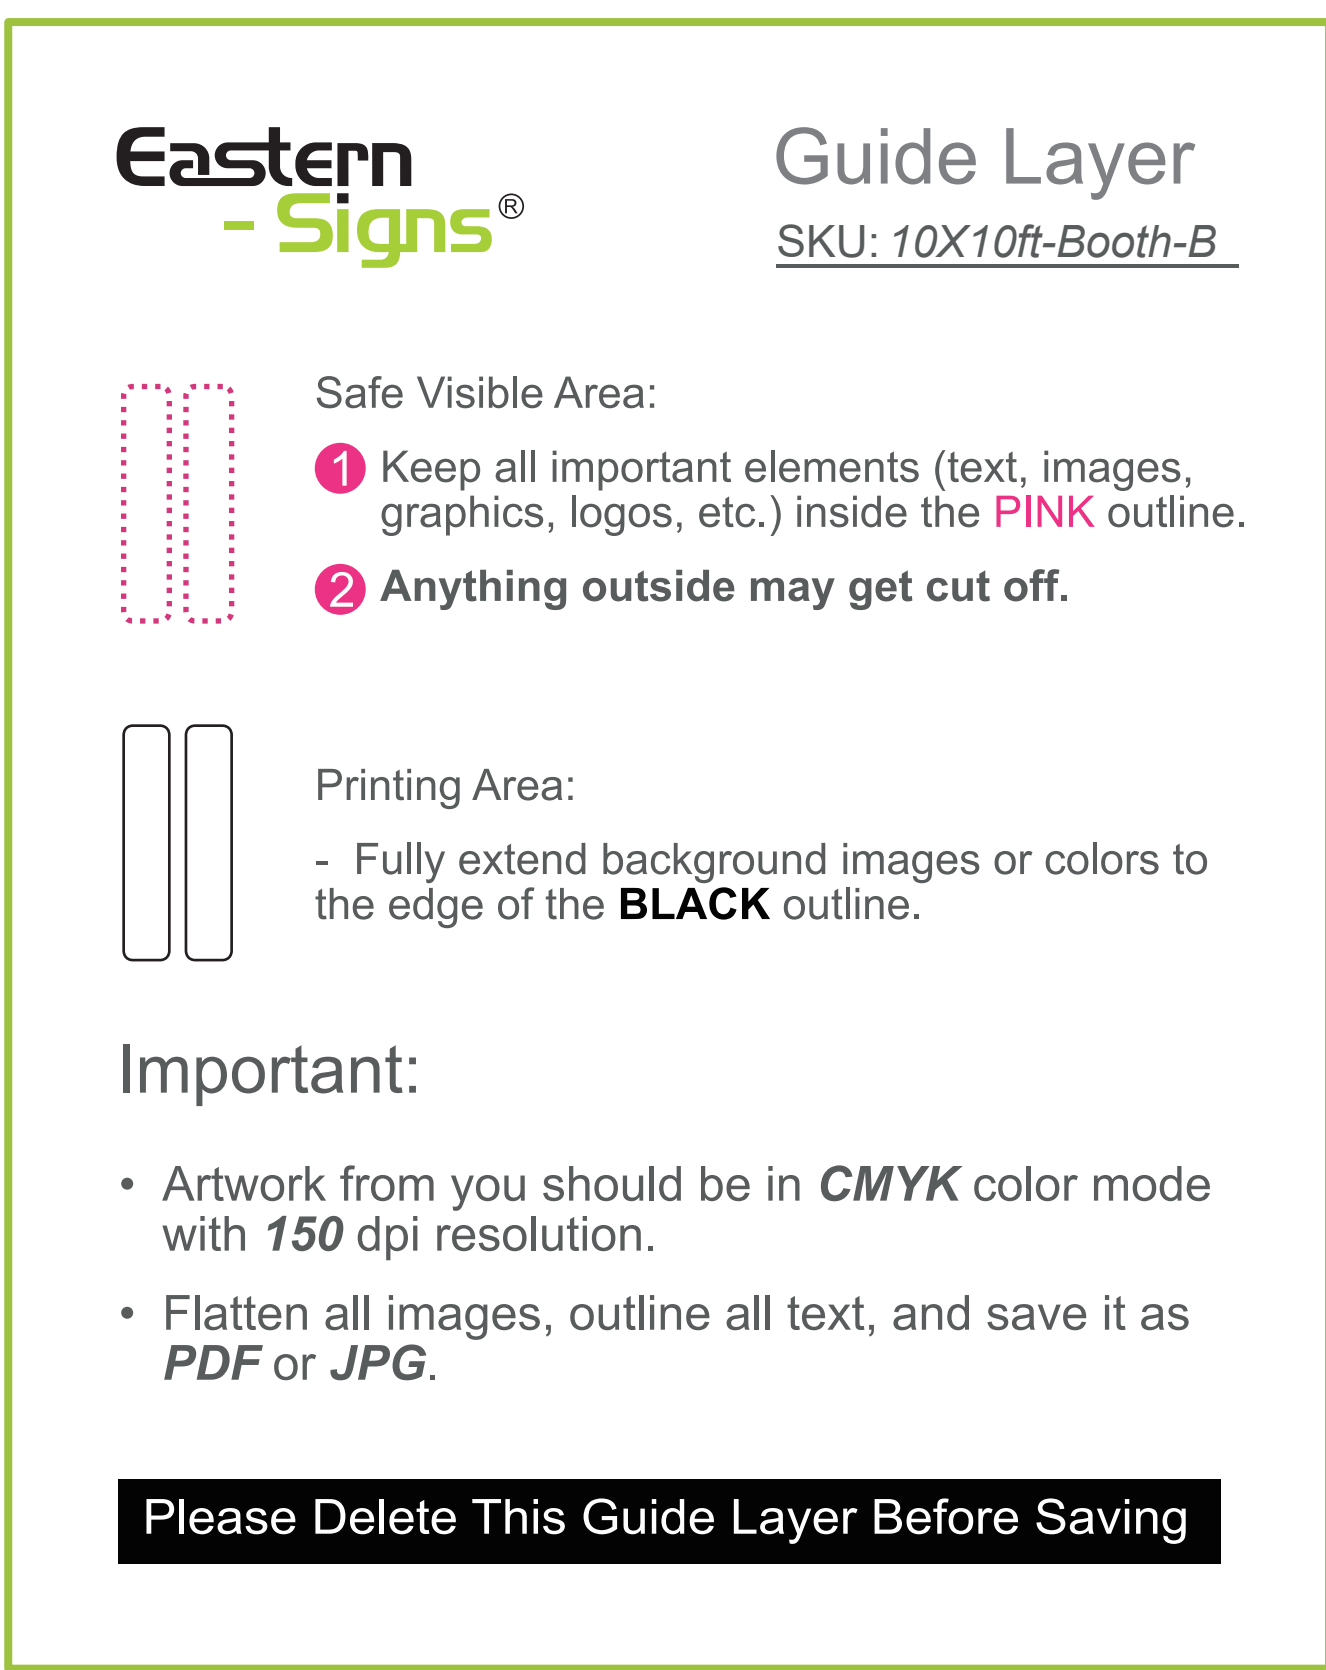 Eastern
- Signs®
Guide Layer
SKU: 10X10ft-Booth-B
Safe Visible Area:
1 Keep all important elements (text, images,
graphics, logos, etc.) inside the PINK outline.
2 Anything outside may get cut off.
Printing Area:
- Fully extend background images or colors to
the edge of the BLACK outline.
Important:
• Artwork from you should be in CMYK color mode
with 150 dpi resolution.
• Flatten all images, outline all text, and save it as
PDF or JPG.
Please Delete This Guide Layer Before Saving